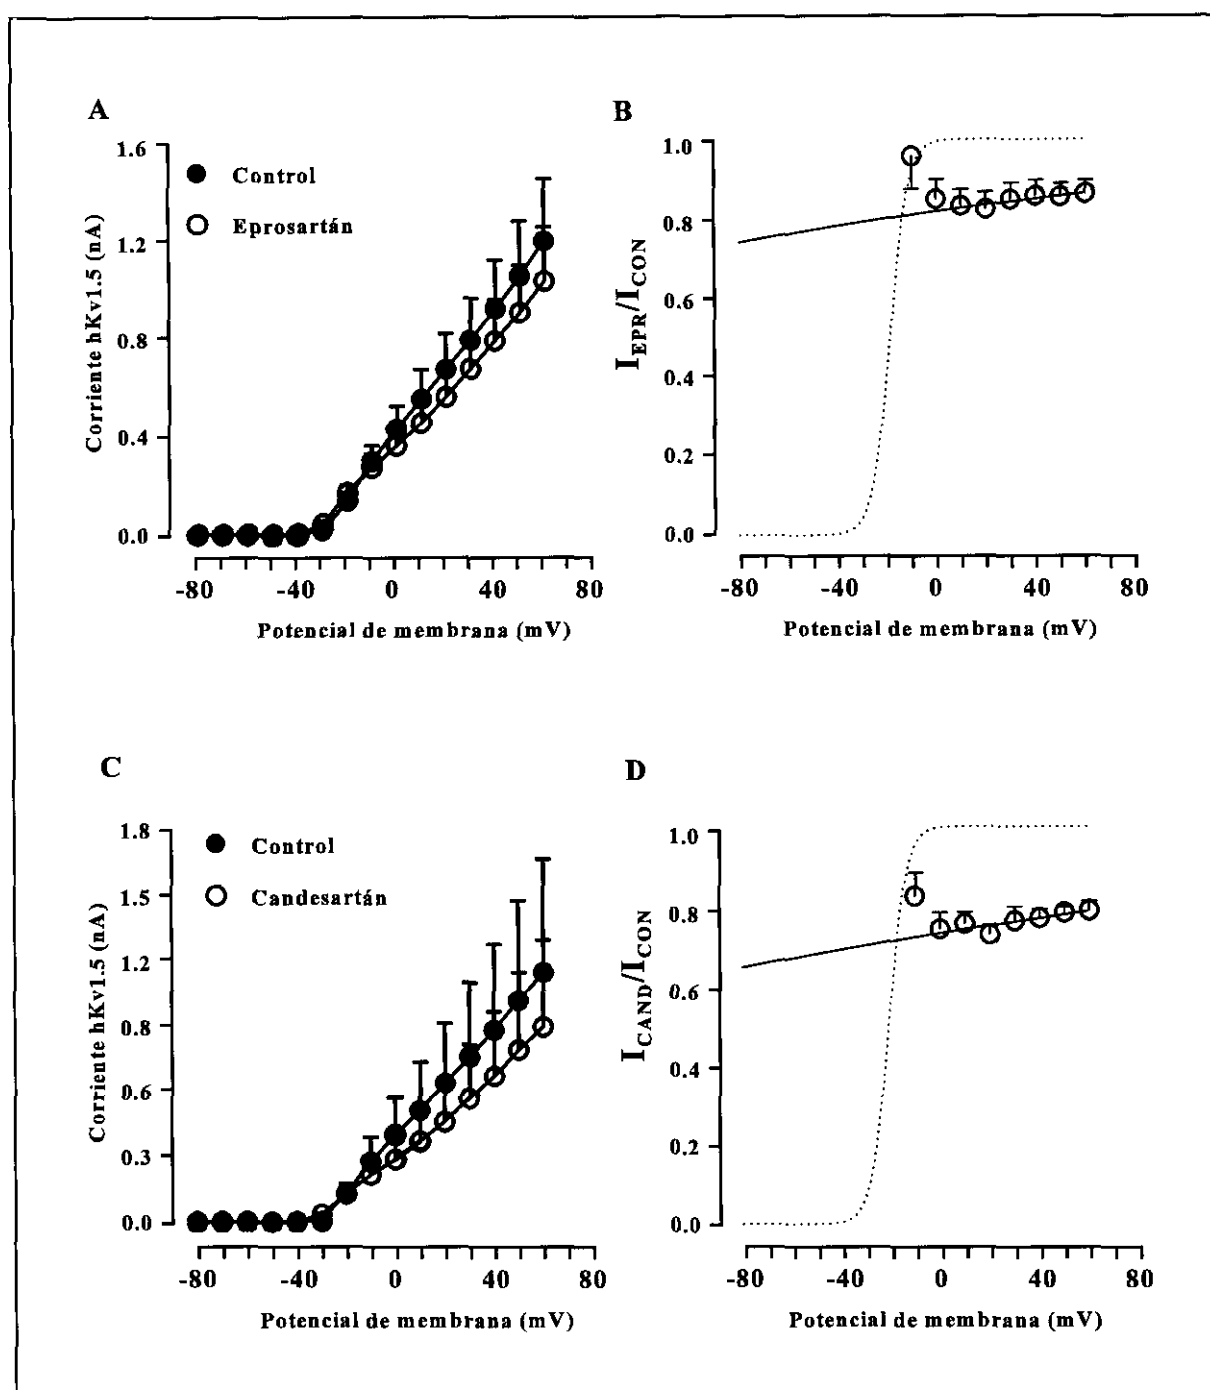 A
1.6
1.2
0.8
0.4
0.0
Control
Eprosartán
Corriente hKv1.5 (nA)
-80 -40 0 40 80
Potencial de membrana (mV)
B
1.0
0.8
0.6
0.4
0.2
0.0
I_EPR/I_CON
-80 -40 0 40 80
Potencial de membrana (mV)
C
1.8
1.5
1.2
0.8
0.6
0.3
0.0
Control
Candesartán
Corriente hKv1.5 (nA)
-80 -40 0 40 80
Potencial de membrana (mV)
D
1.0
0.8
0.6
0.4
0.2
0.0
I_CAND/I_CON
-80 -40 0 40 80
Potencial de membrana (mV)